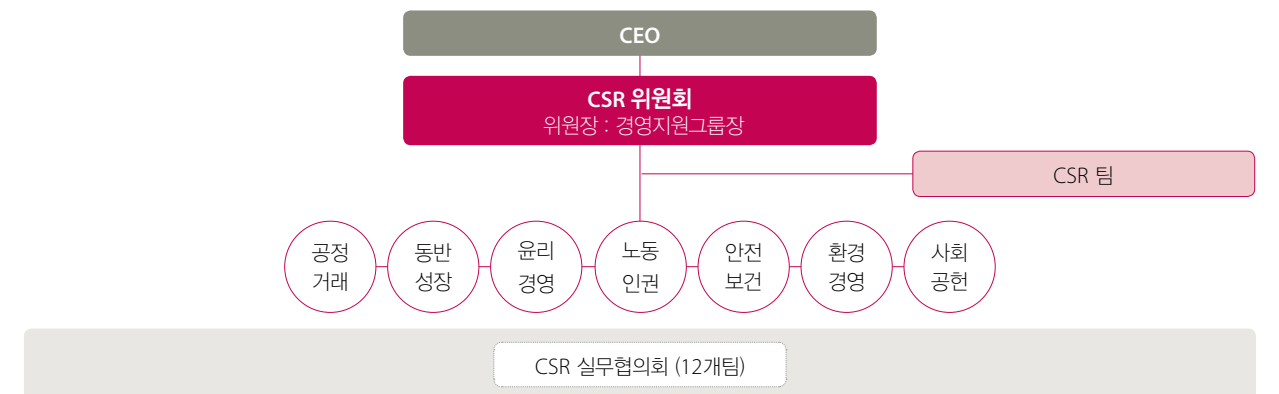 CEO
CSR 위원회
위원장 : 경영지원그룹장
CSR 팀
공정
거래
동반
성장
윤리
경영
노동
인권
안전
보건
환경
경영
사회
공헌
CSR 실무협의회 (12개팀)